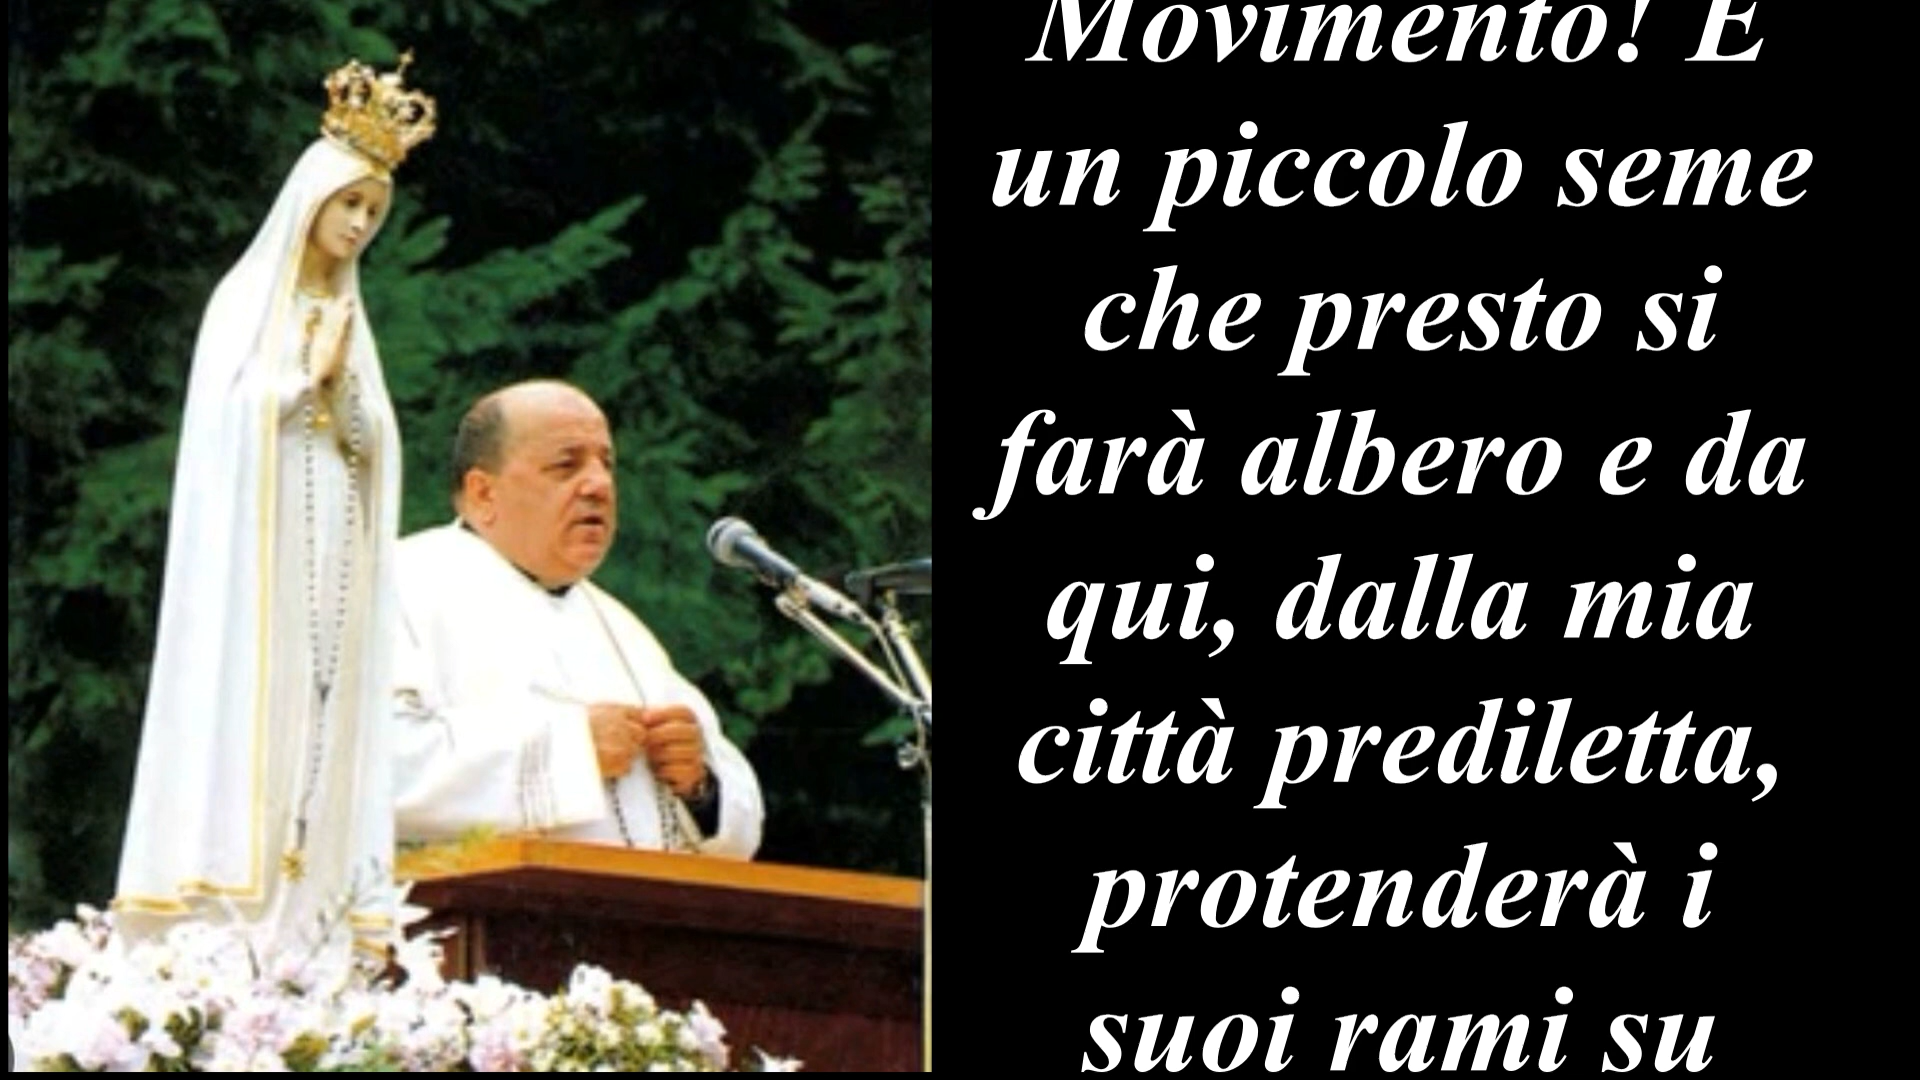 Movimento! E
un piccolo seme
che presto si
farà albero e da
qui, dalla mia
città prediletta,
protenderà i
suoi rami su